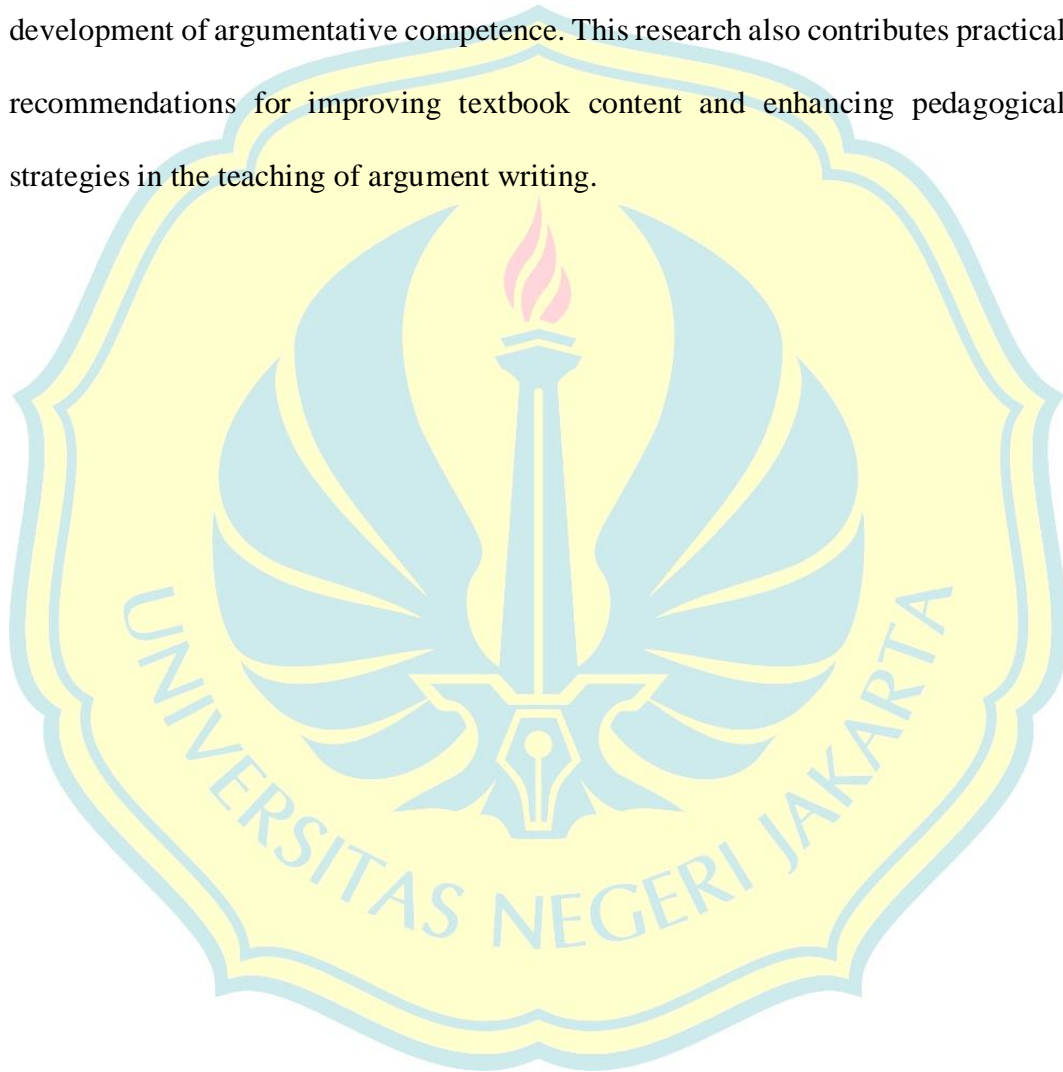 development of argumentative competence. This research also contributes practical
recommendations for improving textbook content and enhancing pedagogical
strategies in the teaching of argument writing.
UNIVERSITAS NEGERI JAKARTA